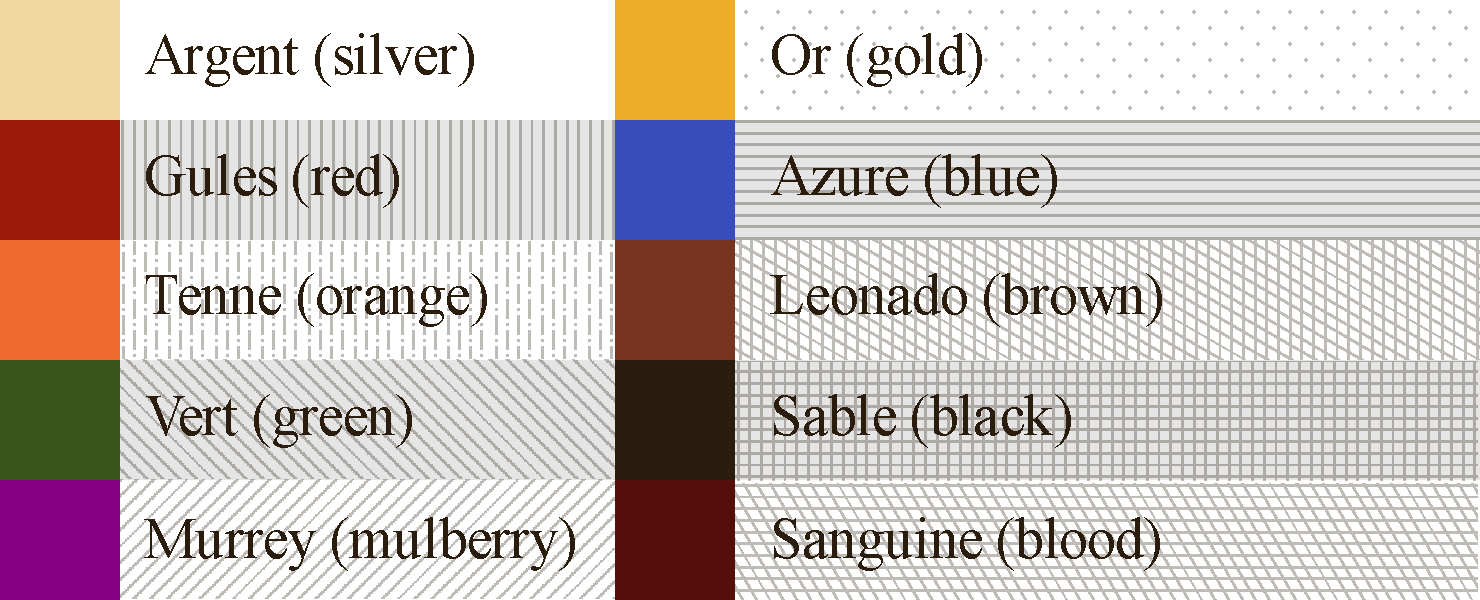 Argent (silver)
Or (gold)
Gules (red)
Azure (blue)
Tenne (orange)
Leonado (brown)
Vert (green)
Sable (black)
Murrey (mulberry)
Sanguine (blood)